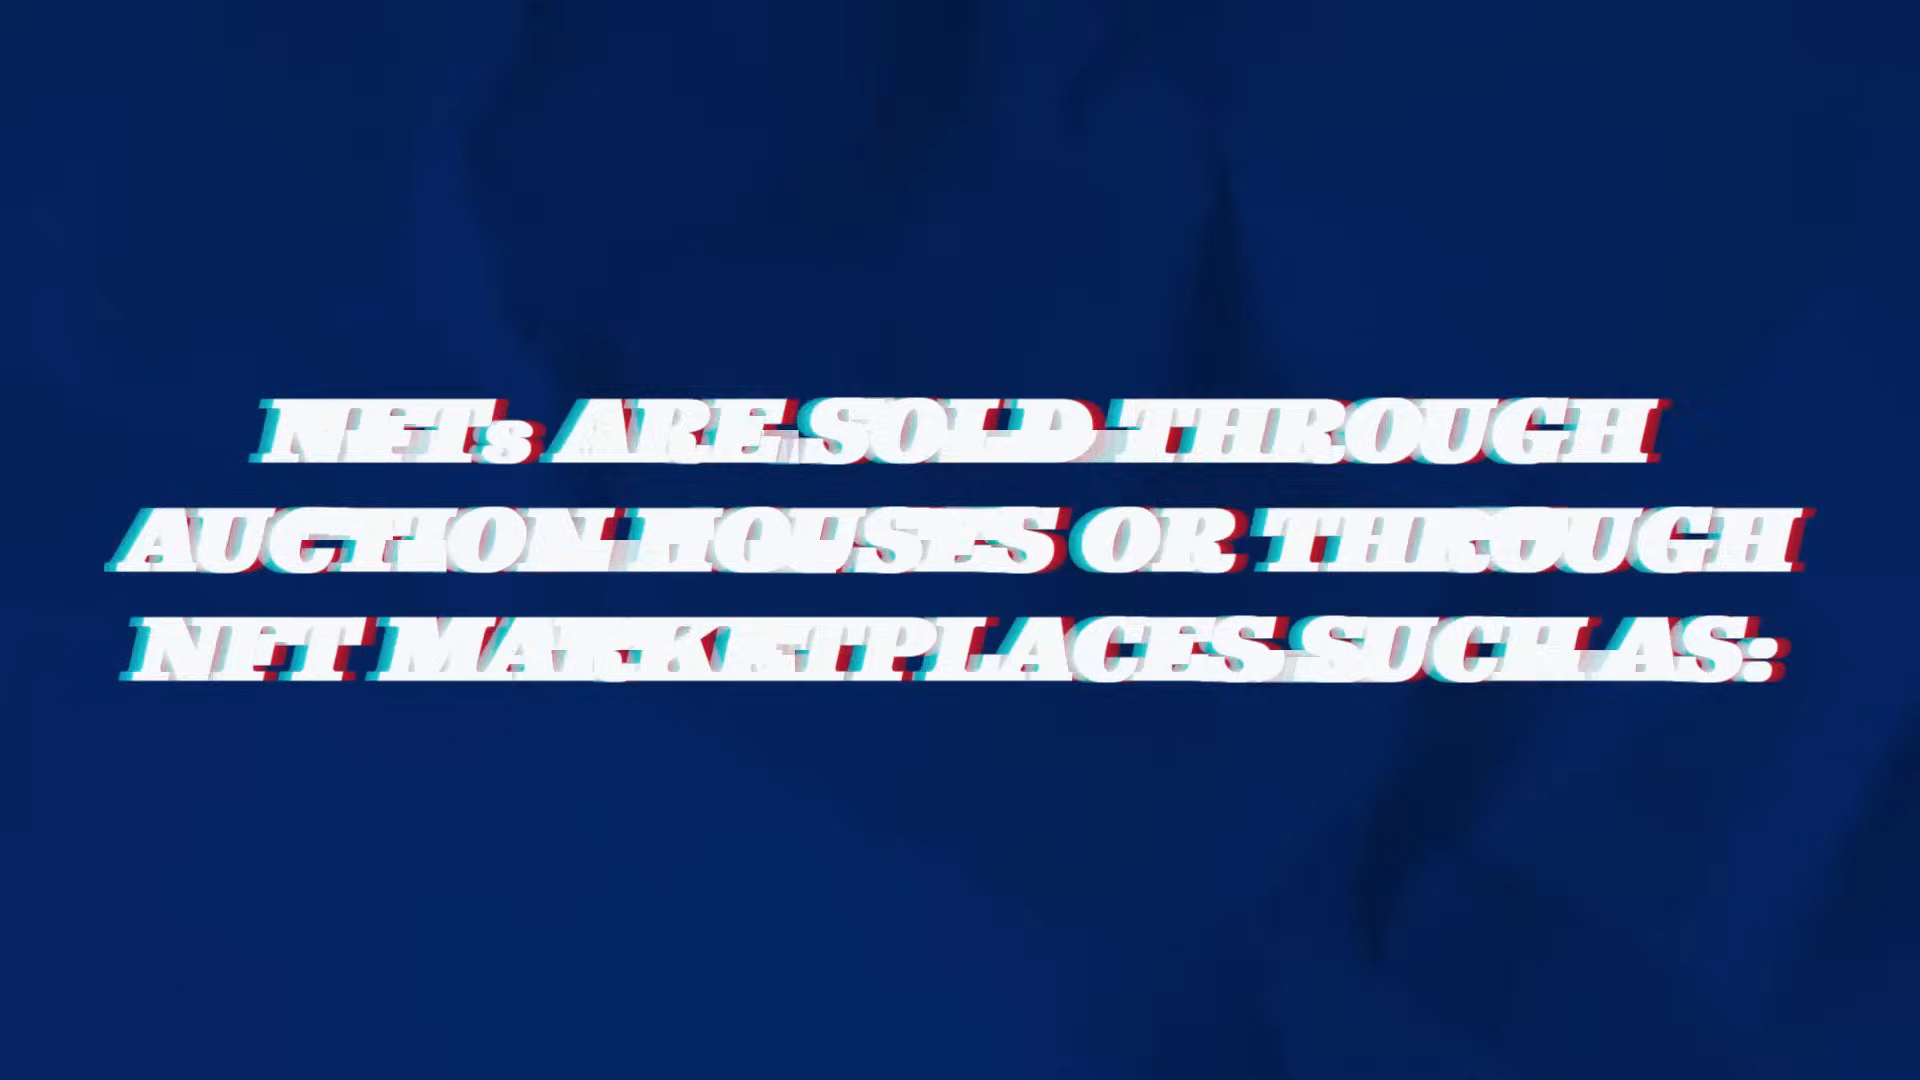 NFTs ARE SOLD THROUGH
AUCTION HOUSES OR THROUGH
NFT MARKETPLACES SUCH AS: